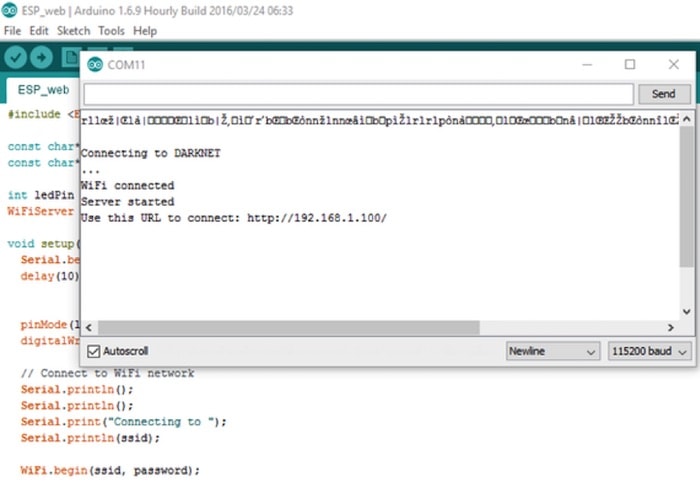 ESP_web | Arduino 1.6.9 Hourly Build 2016/03/24 06:33
File Edit Sketch Tools Help
ESP_web
COM11
Send
Connecting to DARKNET
...
WiFi connected
Server started
Use this URL to connect: http://192.168.1.100/
Autoscroll
Newline
115200 baud
#include <E
const char*
const char*
int ledPin
WiFiServer
void setup(
Serial.be
delay(10)
pinMode(l
digitalWr
// Connect to WiFi network
Serial.println();
Serial.println();
Serial.print("Connecting to ");
Serial.println(ssid);
WiFi.begin(ssid, password);